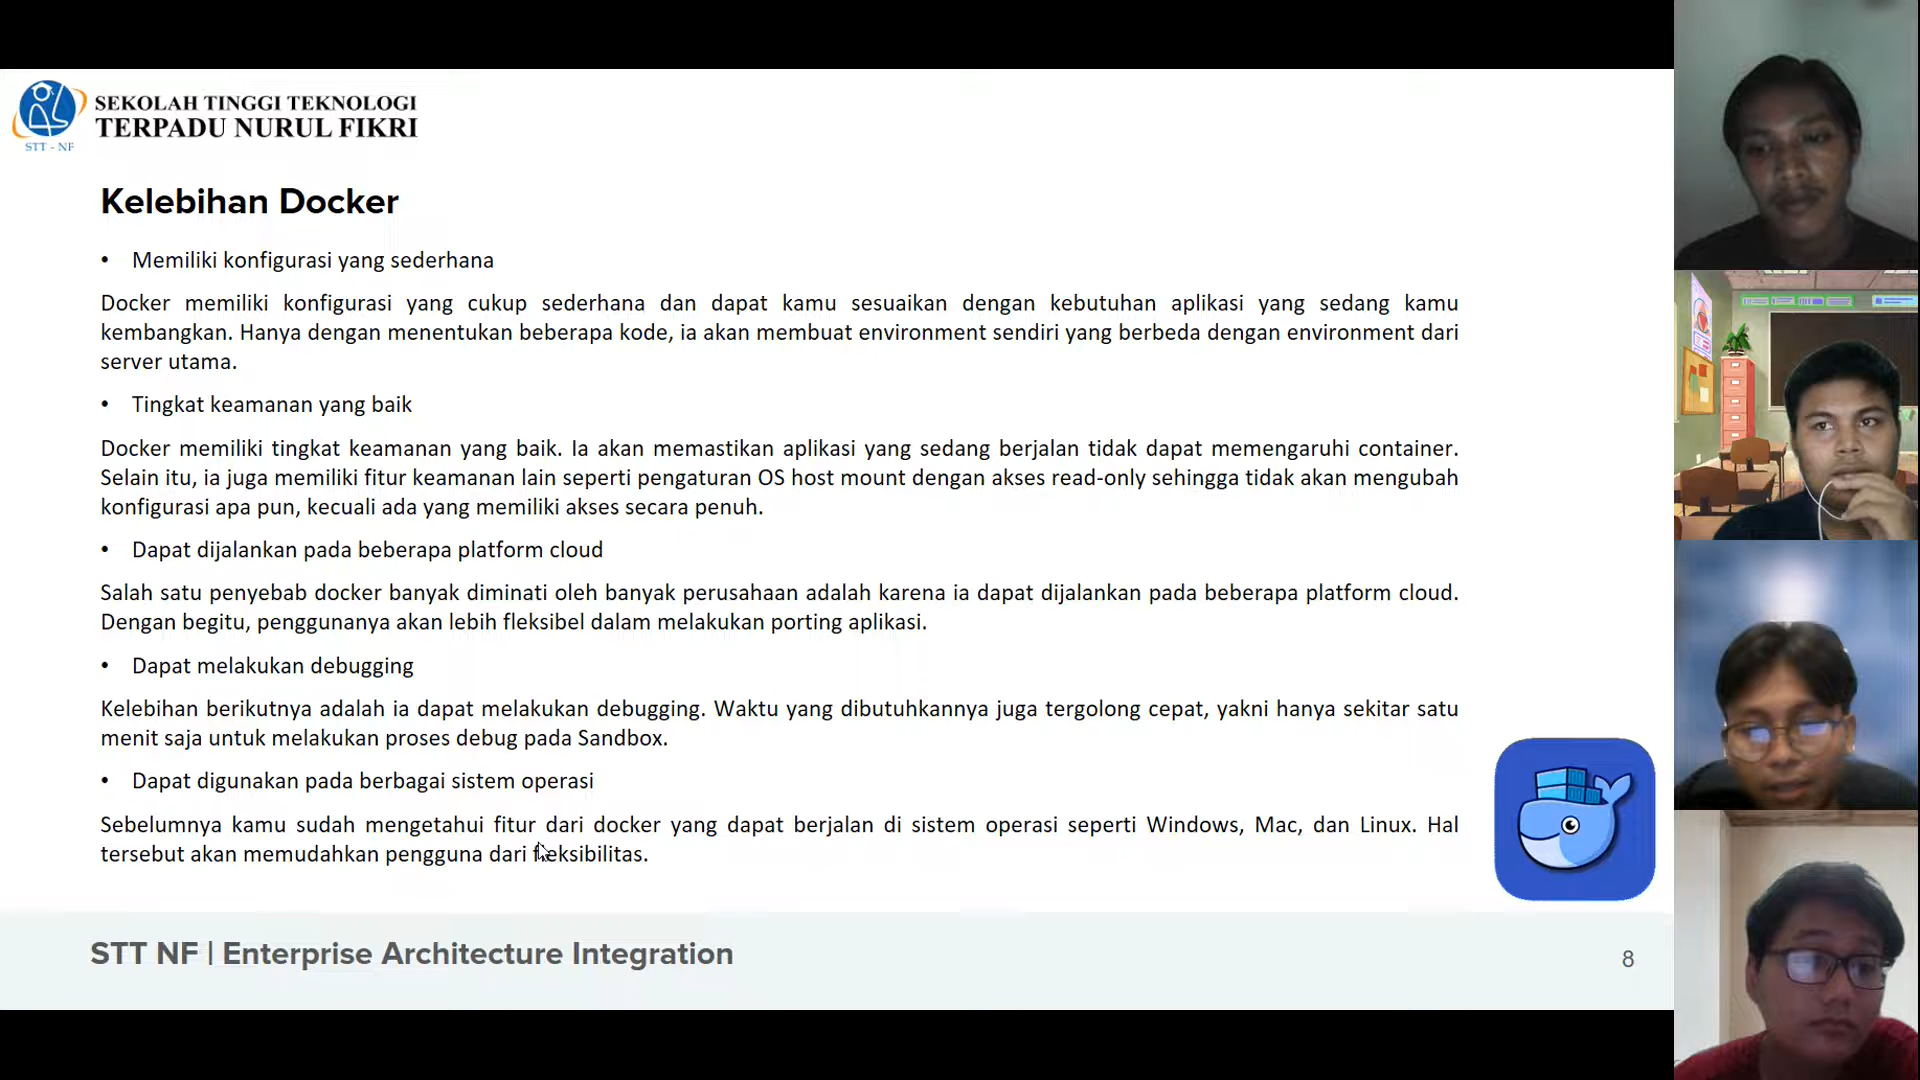 SEKOLAH TINGGI TEKNOLOGI
TERPADU NURUL FIKRI
STT - NF
Kelebihan Docker
• Memiliki konfigurasi yang sederhana
Docker memiliki konfigurasi yang cukup sederhana dan dapat kamu sesuaikan dengan kebutuhan aplikasi yang sedang kamu
kembangkan. Hanya dengan menentukan beberapa kode, ia akan membuat environment sendiri yang berbeda dengan environment dari
server utama.
• Tingkat keamanan yang baik
Docker memiliki tingkat keamanan yang baik. Ia akan memastikan aplikasi yang sedang berjalan tidak dapat memengaruhi container.
Selain itu, ia juga memiliki fitur keamanan lain seperti pengaturan OS host mount dengan akses read-only sehingga tidak akan mengubah
konfigurasi apa pun, kecuali ada yang memiliki akses secara penuh.
• Dapat dijalankan pada beberapa platform cloud
Salah satu penyebab docker banyak diminati oleh banyak perusahaan adalah karena ia dapat dijalankan pada beberapa platform cloud.
Dengan begitu, penggunanya akan lebih fleksibel dalam melakukan porting aplikasi.
• Dapat melakukan debugging
Kelebihan berikutnya adalah ia dapat melakukan debugging. Waktu yang dibutuhkannya juga tergolong cepat, yakni hanya sekitar satu
menit saja untuk melakukan proses debug pada Sandbox.
• Dapat digunakan pada berbagai sistem operasi
Sebelumnya kamu sudah mengetahui fitur dari docker yang dapat berjalan di sistem operasi seperti Windows, Mac, dan Linux. Hal
tersebut akan memudahkan pengguna dari fleksibilitas.
STT NF | Enterprise Architecture Integration
8